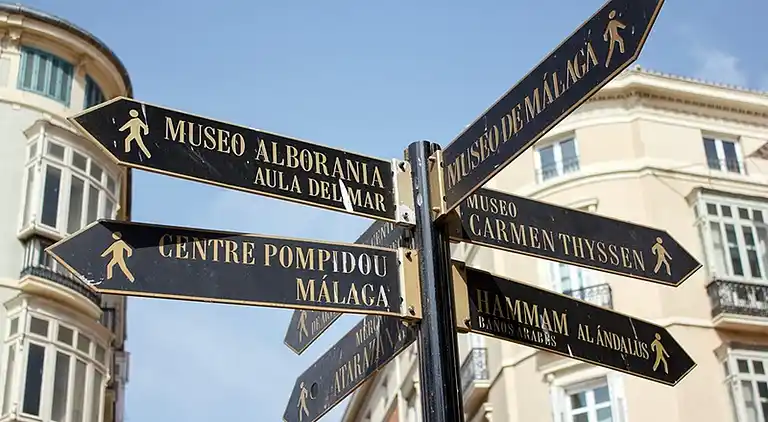 MUSEO DE MÁLAGA
MUSEO ALBORANIA
AULA DEL MAR
MUSEO
CARMEN THYSSEN
CENTRE POMPIDOU
MÁLAGA
HAMMAM AL ÁNDALUS
BAÑOS ÁRABES
ATARAZANAS